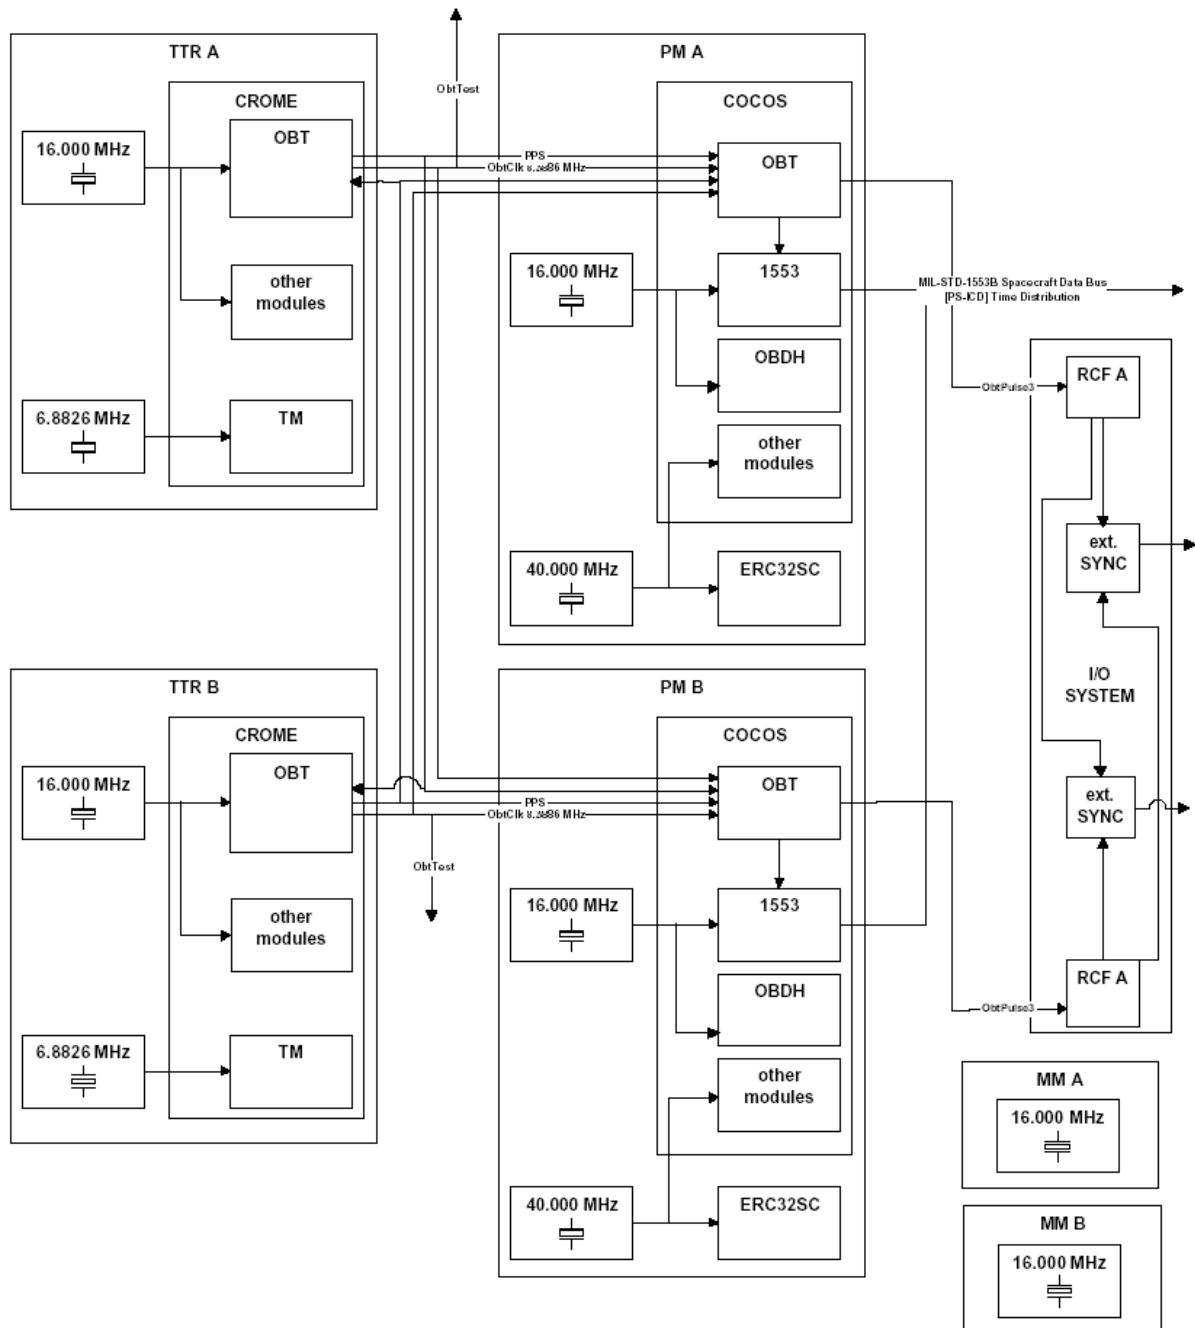 TTR A
CROME
16.000 MHz
OBT
other
modules
6.8826 MHz
TM
ObtTest
PPS
PM A
COCOS
OBT
16.000 MHz
1553
OBDH
other
modules
40.000 MHz
ERC32SC
MIL-STD-1553B Spacecraft Data Bus
[PS-ICD] Time Distribution
ObtPulse3
RCF A
ext.
SYNC
I/O
SYSTEM
ext.
SYNC
RCF A
TTR B
CROME
16.000 MHz
OBT
other
modules
6.8826 MHz
TM
PPS
ObtTest
PM B
COCOS
OBT
16.000 MHz
1553
OBDH
other
modules
40.000 MHz
ERC32SC
ObtPulse3
MM A
16.000 MHz
MM B
16.000 MHz